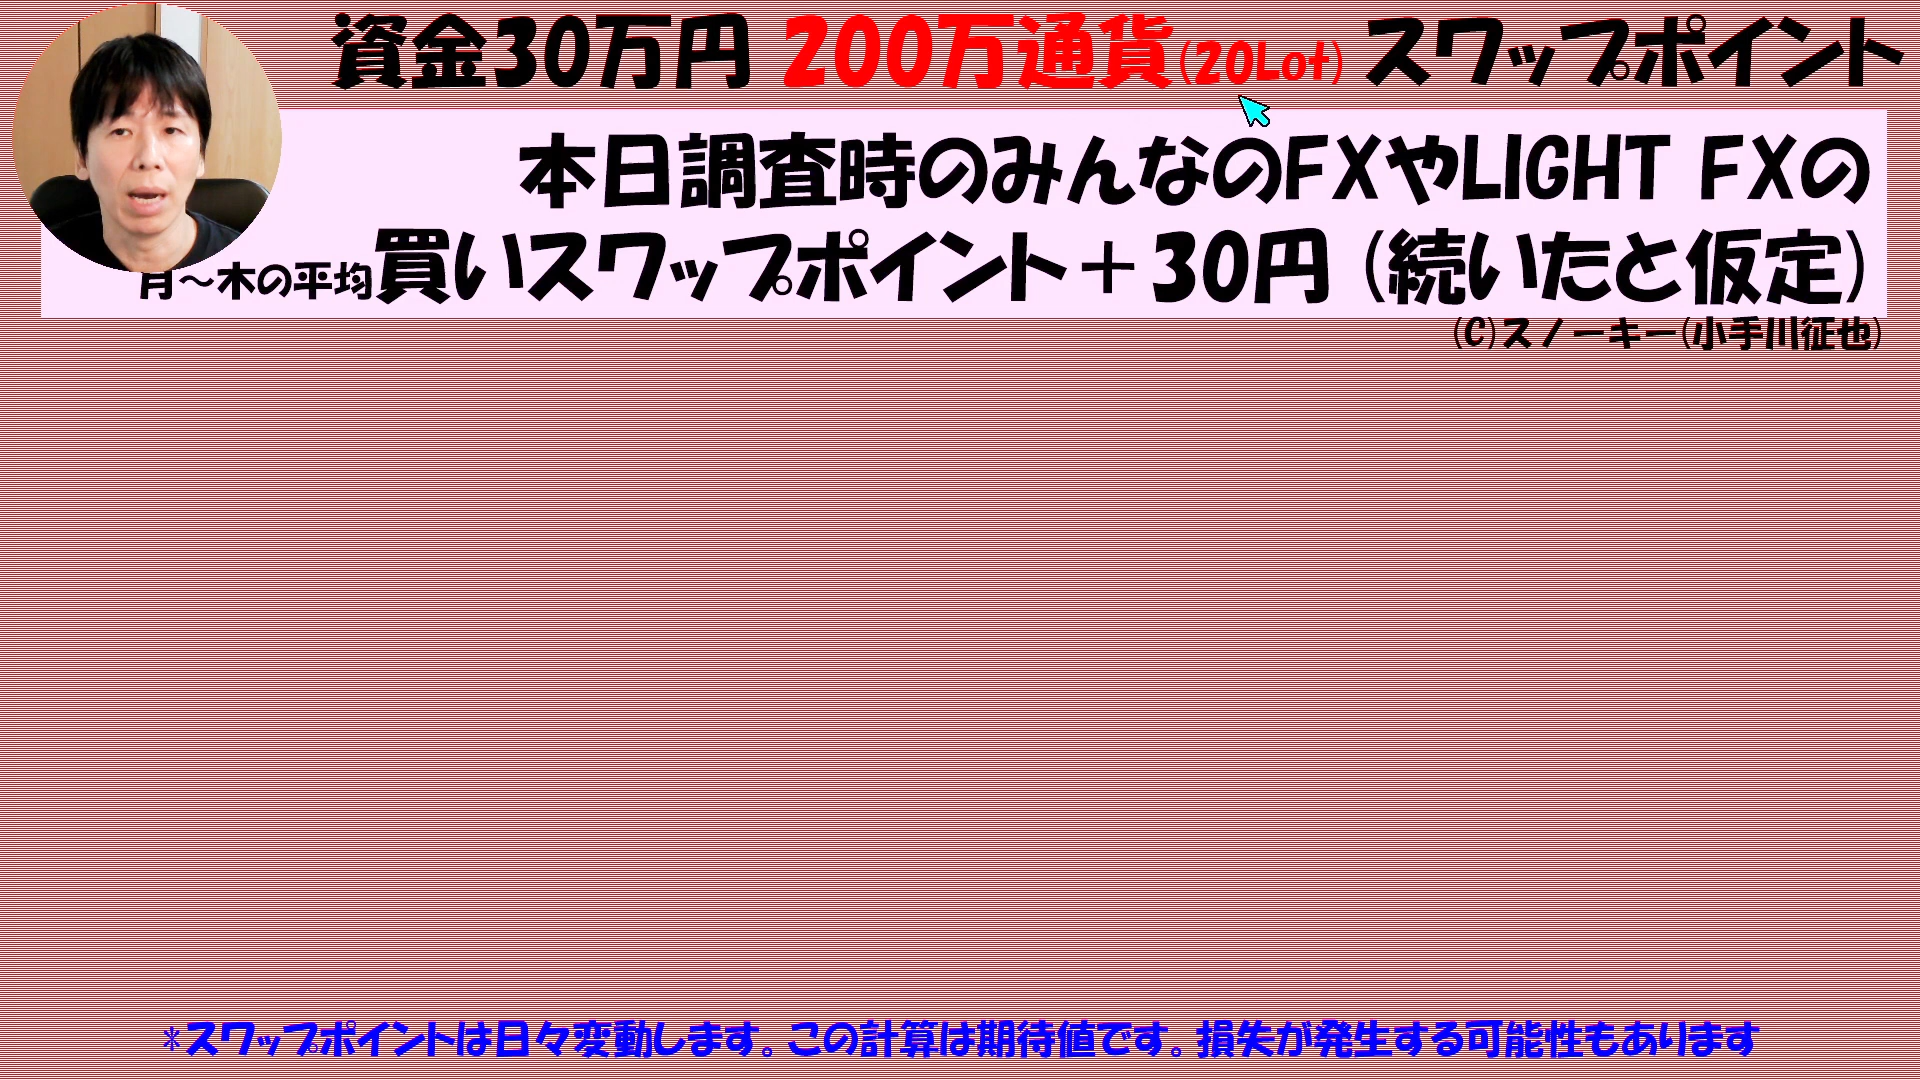 資金30万円 200万通貨(20Lot) スワップポイント
本日調査時のみんなのFXやLIGHT FXの
月～木の平均買いスワップポイント＋30円 (続いたと仮定)
(C)スノーキー(小手川征也)
*スワップポイントは日々変動します。この計算は期待値です。損失が発生する可能性もあります